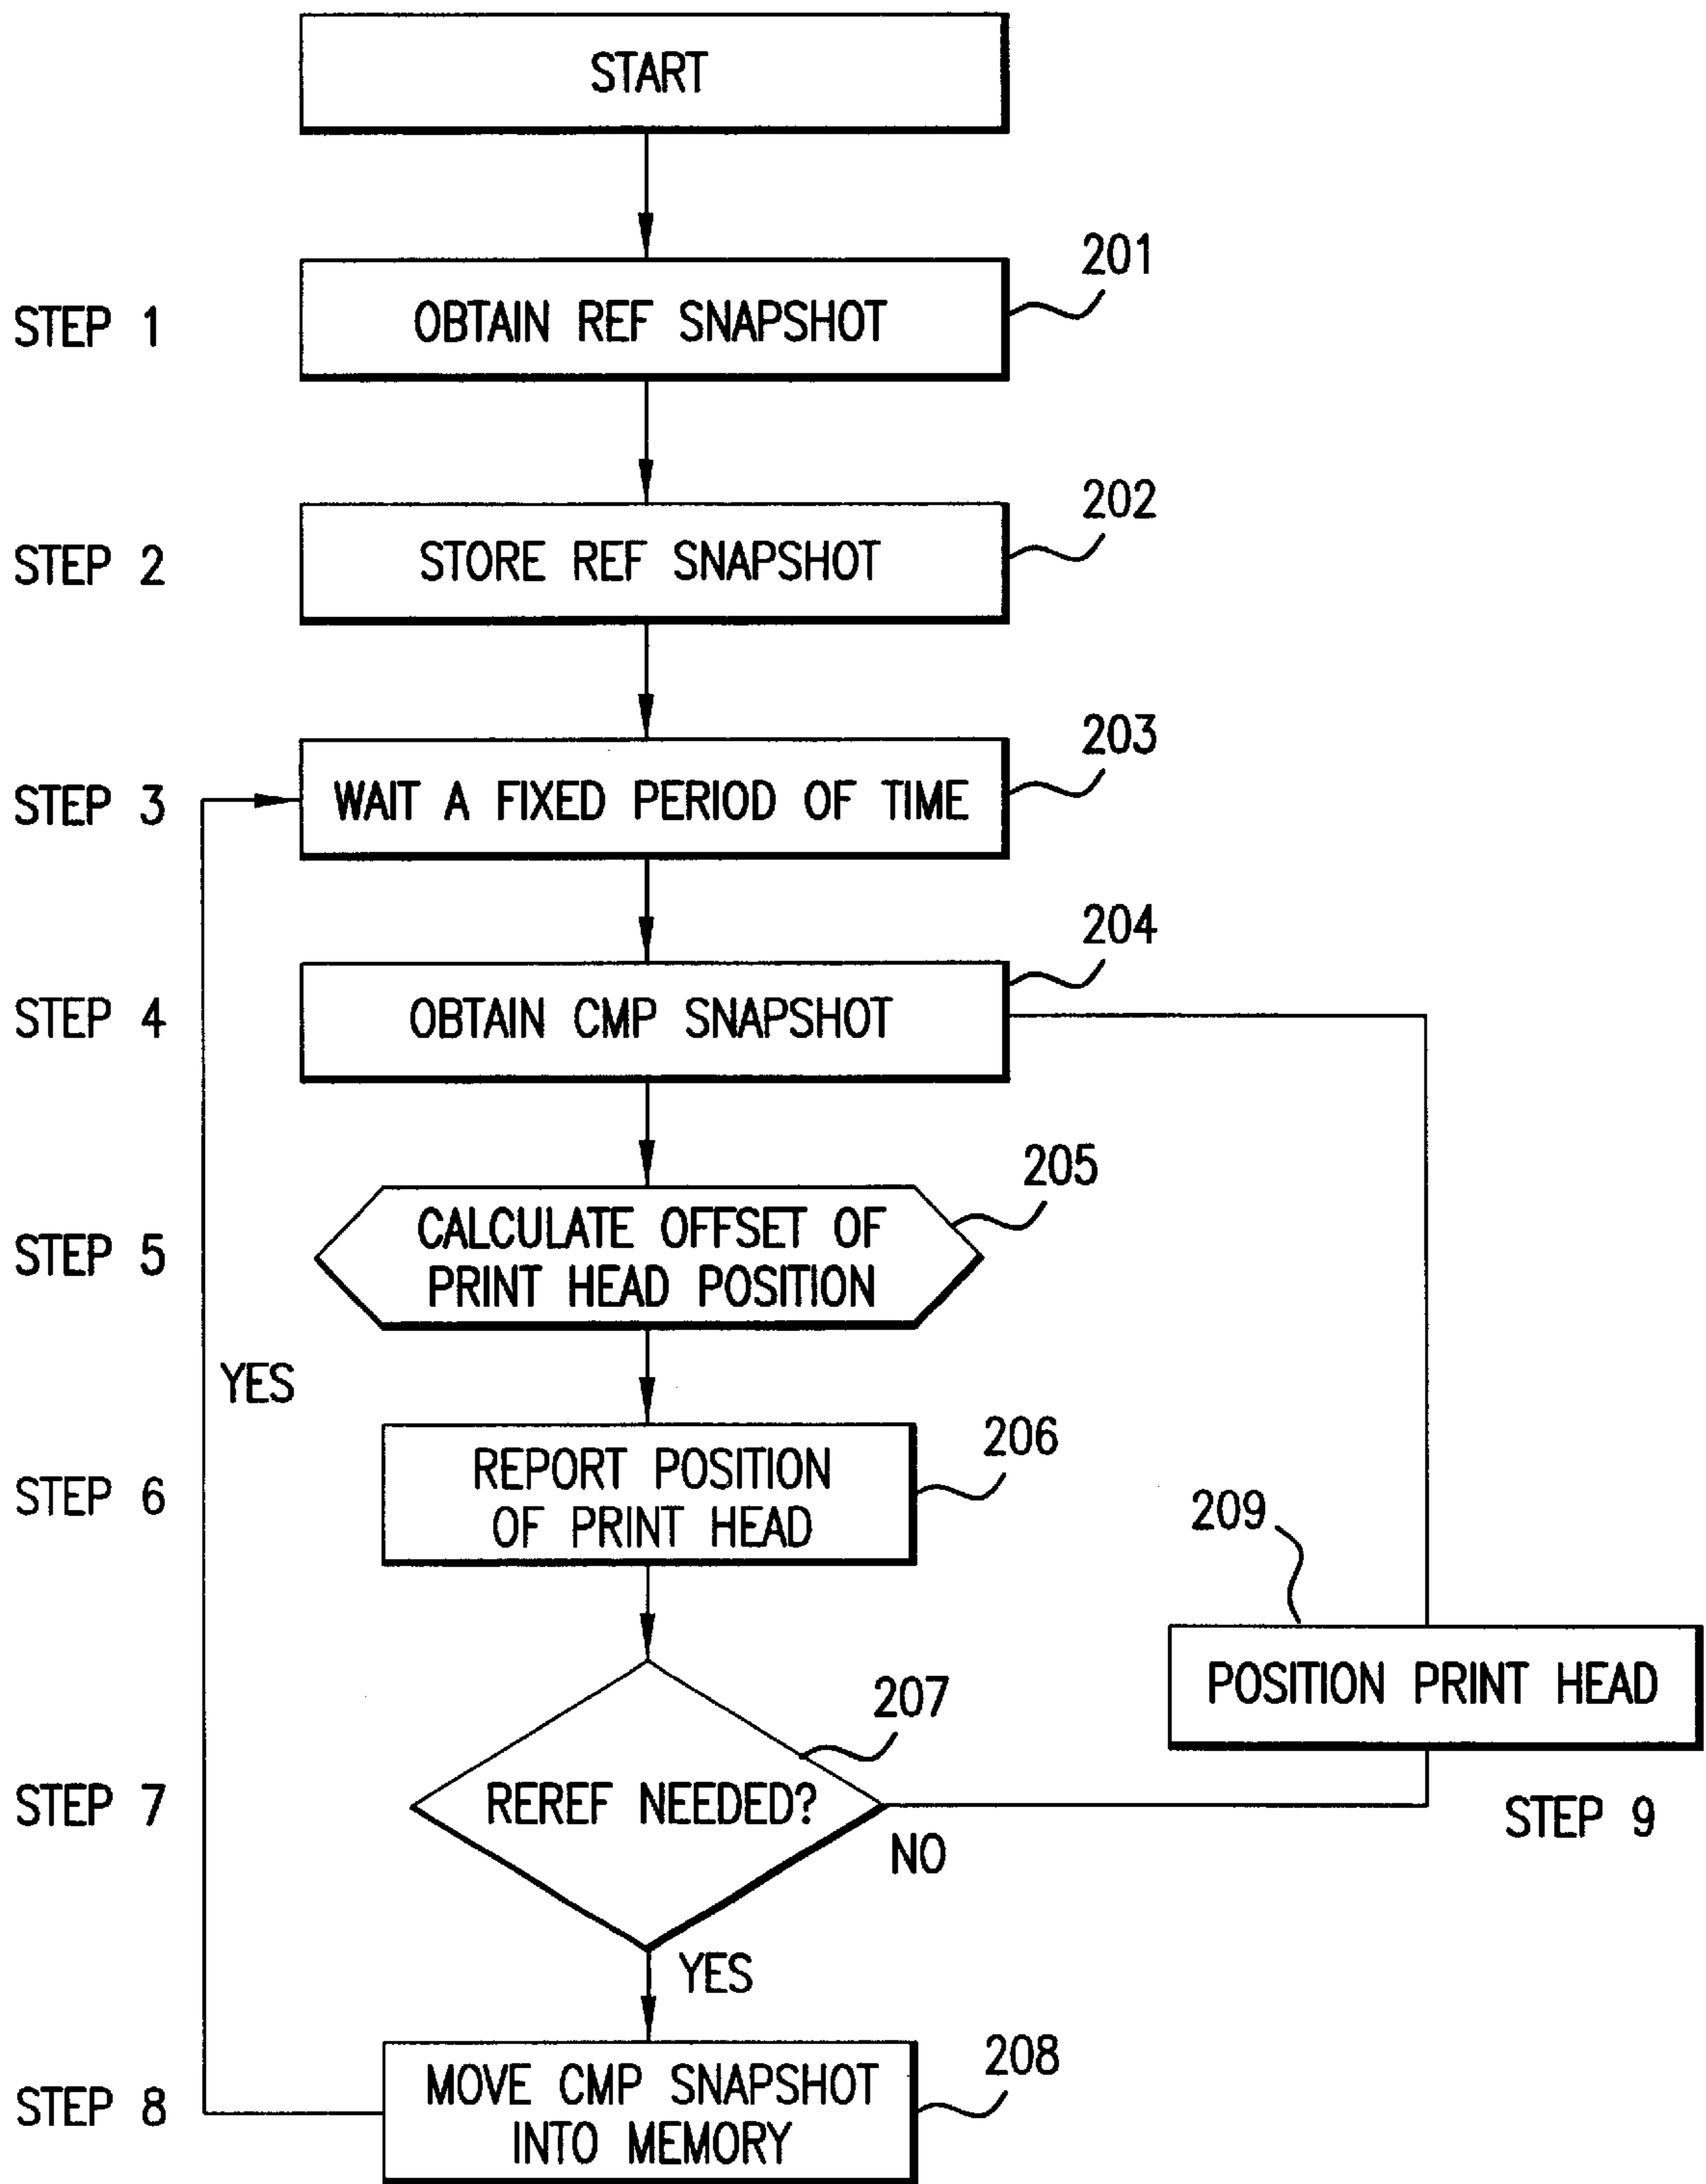 START
201
STEP 1
OBTAIN REF SNAPSHOT
202
STEP 2
STORE REF SNAPSHOT
203
STEP 3
WAIT A FIXED PERIOD OF TIME
204
STEP 4
OBTAIN CMP SNAPSHOT
205
STEP 5
CALCULATE OFFSET OF
PRINT HEAD POSITION
YES
206
STEP 6
REPORT POSITION
OF PRINT HEAD
209
POSITION PRINT HEAD
207
STEP 7
REREF NEEDED?
STEP 9
NO
YES
208
STEP 8
MOVE CMP SNAPSHOT
INTO MEMORY